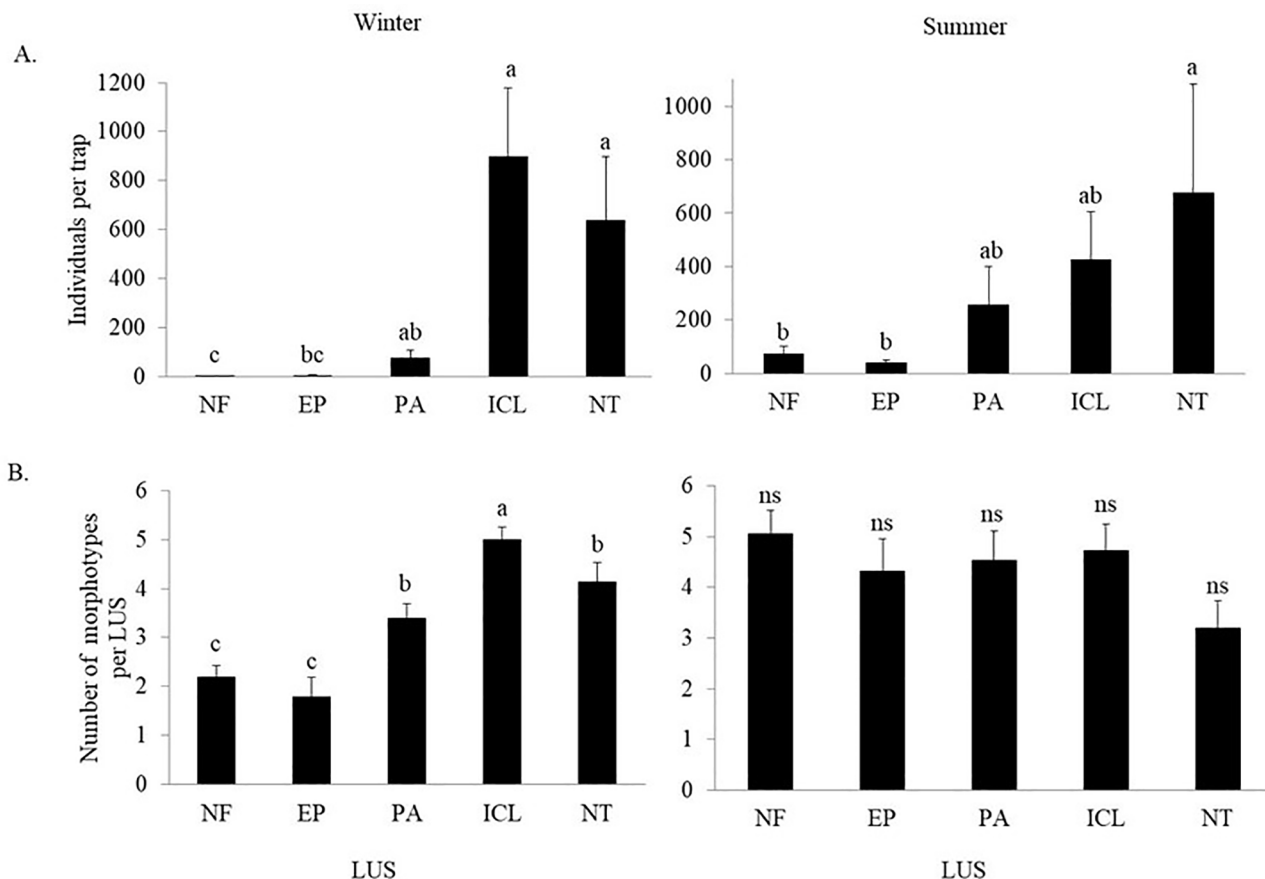 Winter
Summer
A.
Individuals per trap
1200
1000
800
600
400
200
0
c
bc
ab
a
a
NF EP PA ICL NT
1000
800
600
400
200
0
b
b
ab
ab
a
NF EP PA ICL NT
B.
Number of morphotypes
per LUS
6
5
4
3
2
1
0
c
c
b
a
b
NF EP PA ICL NT
LUS
6
5
4
3
2
1
0
ns
ns
ns
ns
ns
NF EP PA ICL NT
LUS